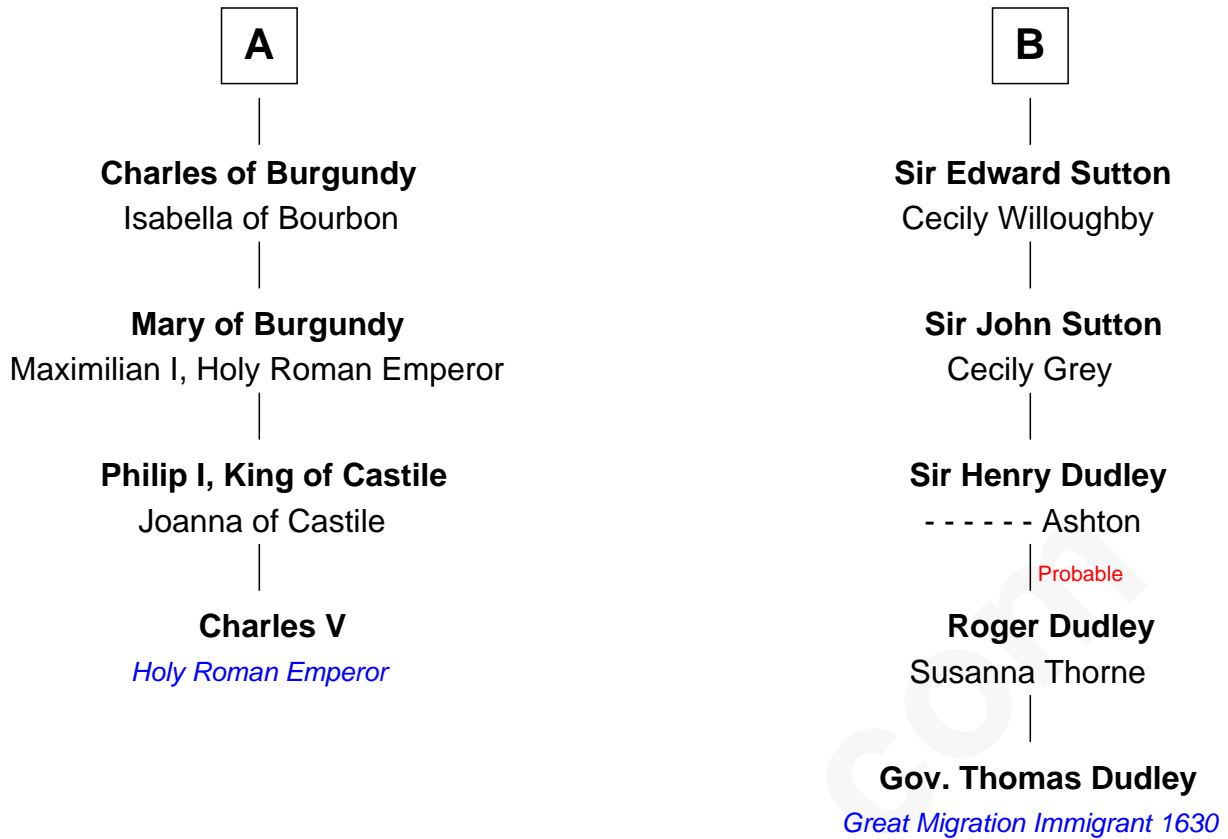 A
Charles of Burgundy
Isabella of Bourbon
Mary of Burgundy
Maximilian I, Holy Roman Emperor
Philip I, King of Castile
Joanna of Castile
Charles V
Holy Roman Emperor
B
Sir Edward Sutton
Cecily Willoughby
Sir John Sutton
Cecily Grey
Sir Henry Dudley
- - - - - - Ashton
Probable
Roger Dudley
Susanna Thorne
Gov. Thomas Dudley
Great Migration Immigrant 1630
com